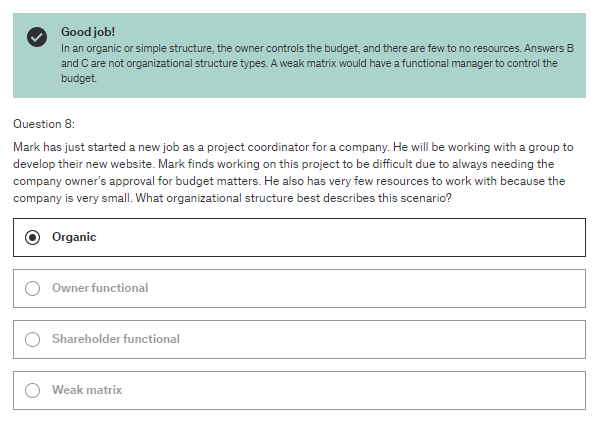 Good job!
In an organic or simple structure, the owner controls the budget, and there are few to no resources. Answers B
and C are not organizational structure types. A weak matrix would have a functional manager to control the
budget.
Question 8:
Mark has just started a new job as a project coordinator for a company. He will be working with a group to
develop their new website. Mark finds working on this project to be difficult due to always needing the
company owner's approval for budget matters. He also has very few resources to work with because the
company is very small. What organizational structure best describes this scenario?
Organic
Owner functional
Shareholder functional
Weak matrix